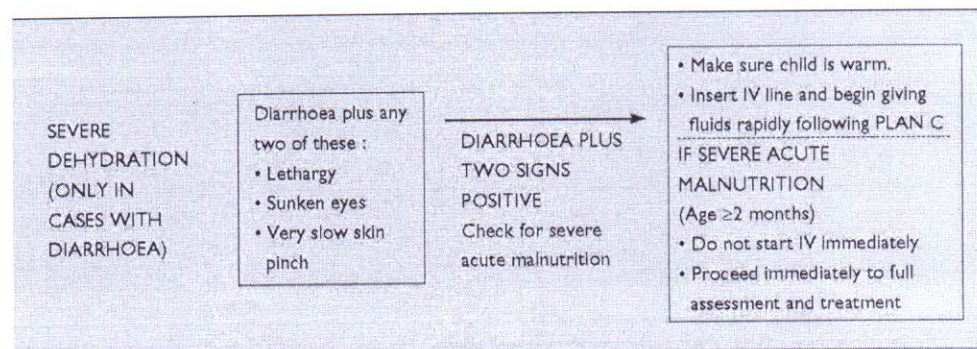 SEVERE
DEHYDRATION
(ONLY IN
CASES WITH
DIARRHOEA)
Diarrhoea plus any
two of these :
• Lethargy
• Sunken eyes
• Very slow skin
pinch
DIARRHOEA PLUS
TWO SIGNS
POSITIVE
Check for severe
acute malnutrition
• Make sure child is warm.
• Insert IV line and begin giving
fluids rapidly following PLAN C
IF SEVERE ACUTE
MALNUTRITION
(Age ≥2 months)
• Do not start IV immediately
• Proceed immediately to full
assessment and treatment